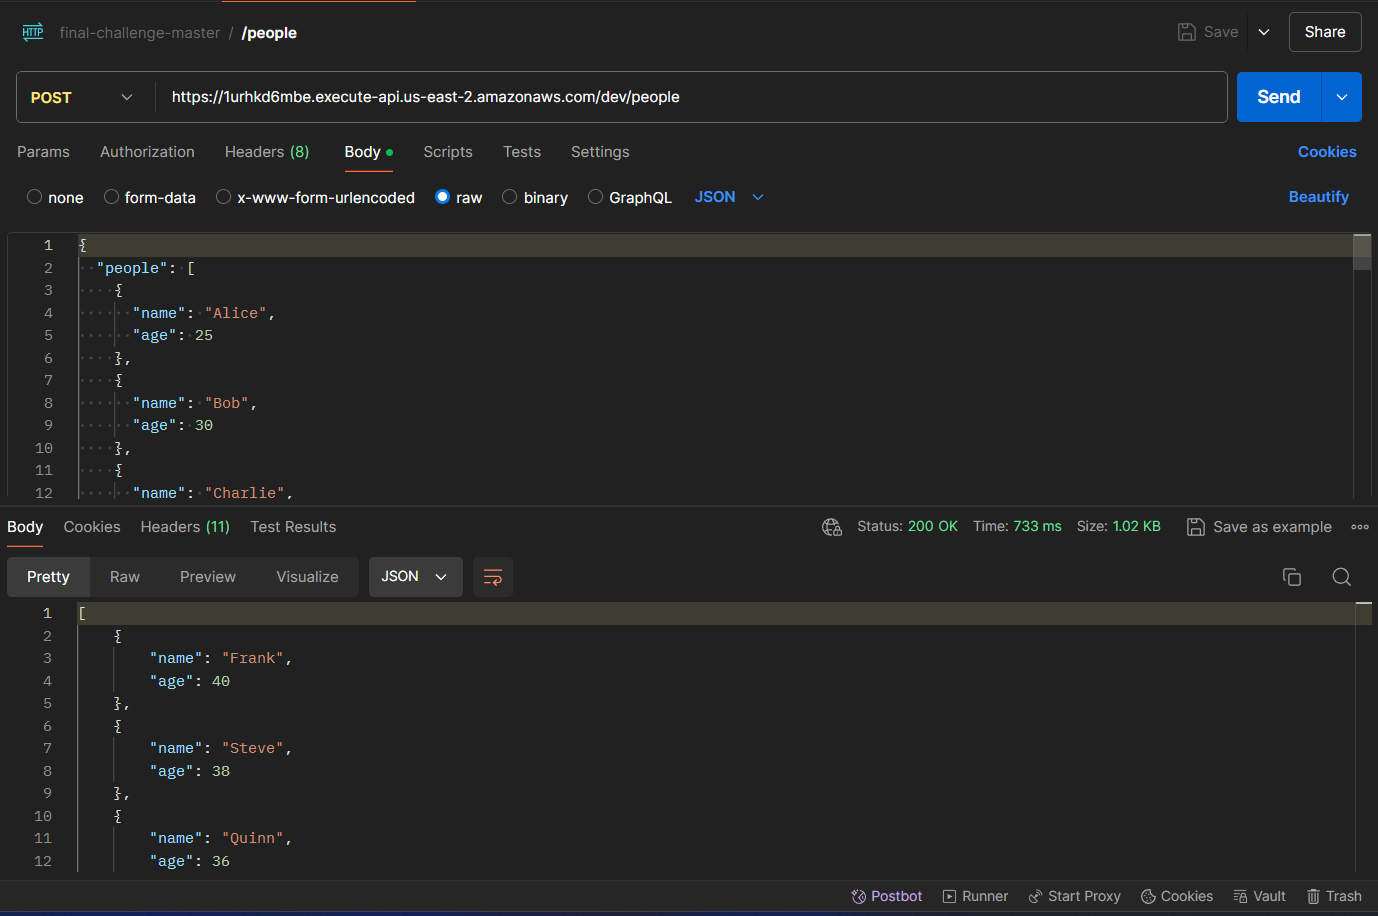 HTTP final-challenge-master / /people Save Share
POST https://1urhkd6mbe.execute-api.us-east-2.amazonaws.com/dev/people Send
Params Authorization Headers (8) Body Scripts Tests Settings Cookies
none form-data x-www-form-urlencoded raw binary GraphQL JSON Beautify
1 {
2 "people": [
3 {
4 "name": "Alice",
5 "age": 25
6 },
7 {
8 "name": "Bob",
9 "age": 30
10 },
11 {
12 "name": "Charlie",
Body Cookies Headers (11) Test Results Status: 200 OK Time: 733 ms Size: 1.02 KB Save as example
Pretty Raw Preview Visualize JSON
1 [
2 {
3 "name": "Frank",
4 "age": 40
5 },
6 {
7 "name": "Steve",
8 "age": 38
9 },
10 {
11 "name": "Quinn",
12 "age": 36
Postbot Runner Start Proxy Cookies Vault Trash